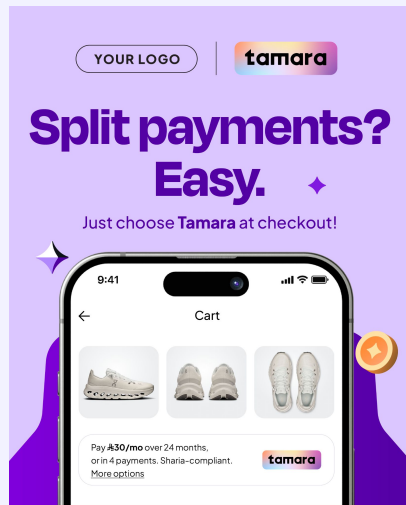 YOUR LOGO
tamara
Split payments?
Easy.
Just choose Tamara at checkout!
9:41
Cart
Pay ⃁30/mo over 24 months,
or in 4 payments. Sharia-compliant.
More options
tamara